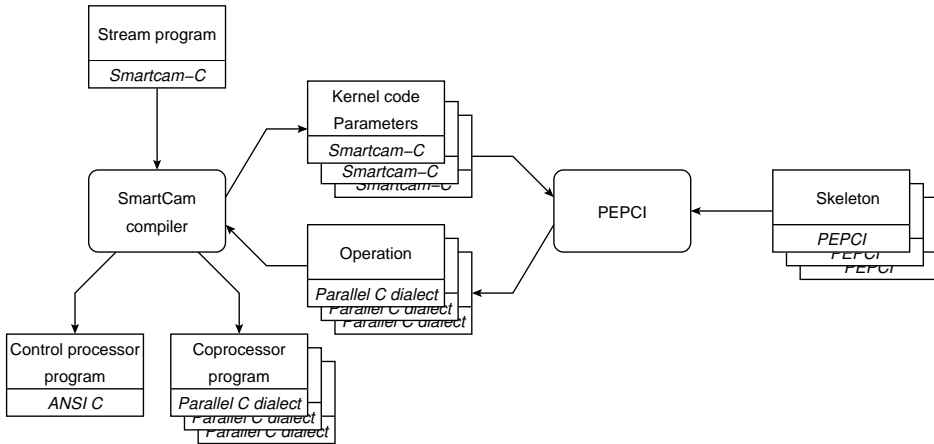 Stream program
Smartcam−C
Kernel code
Parameters
Smartcam−C
Smartcam−C
Smartcam−C
SmartCam
compiler
PEPCI
Skeleton
PEPCI
PEPCI
PEPCI
Operation
Parallel C dialect
Parallel C dialect
Parallel C dialect
Control processor
program
ANSI C
Coprocessor
program
Parallel C dialect
Parallel C dialect
Parallel C dialect